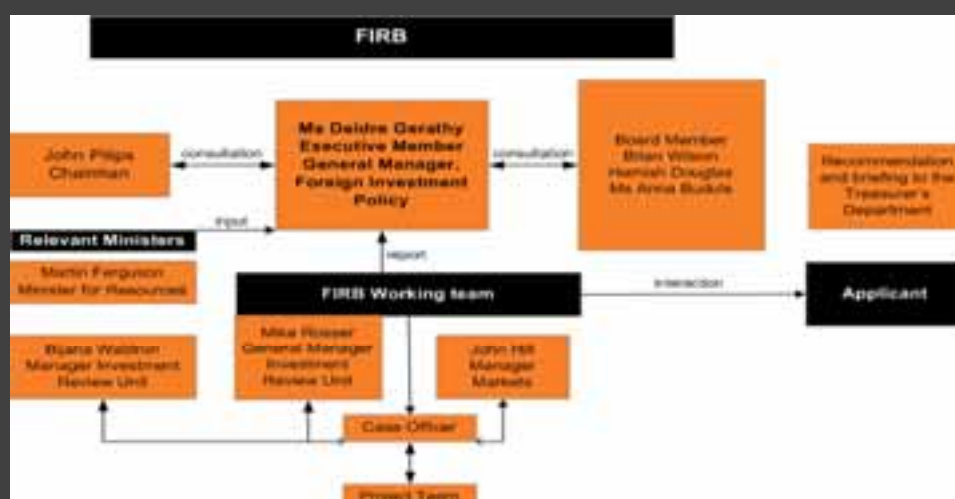 FIRB
John Pilips
Chairman
consultation
Ms Deidre Gerathy
Executive Member
General Manager,
Foreign Investment
Policy
consultation
Board Member
Brian Wilson
Hamish Douglas
Ms Anna Buduls
Recommendation
and briefing to the
Treasurer's
Department
input
Relevant Ministers
report
Martin Ferguson
Minister for Resources
FIRB Working team
interaction
Applicant
Waldron
Manager Investment
Review Unit
Mike Rosser
General Manager
Investment
Review Unit
John Hill
Manager
Markets
Case Officer
Project Team